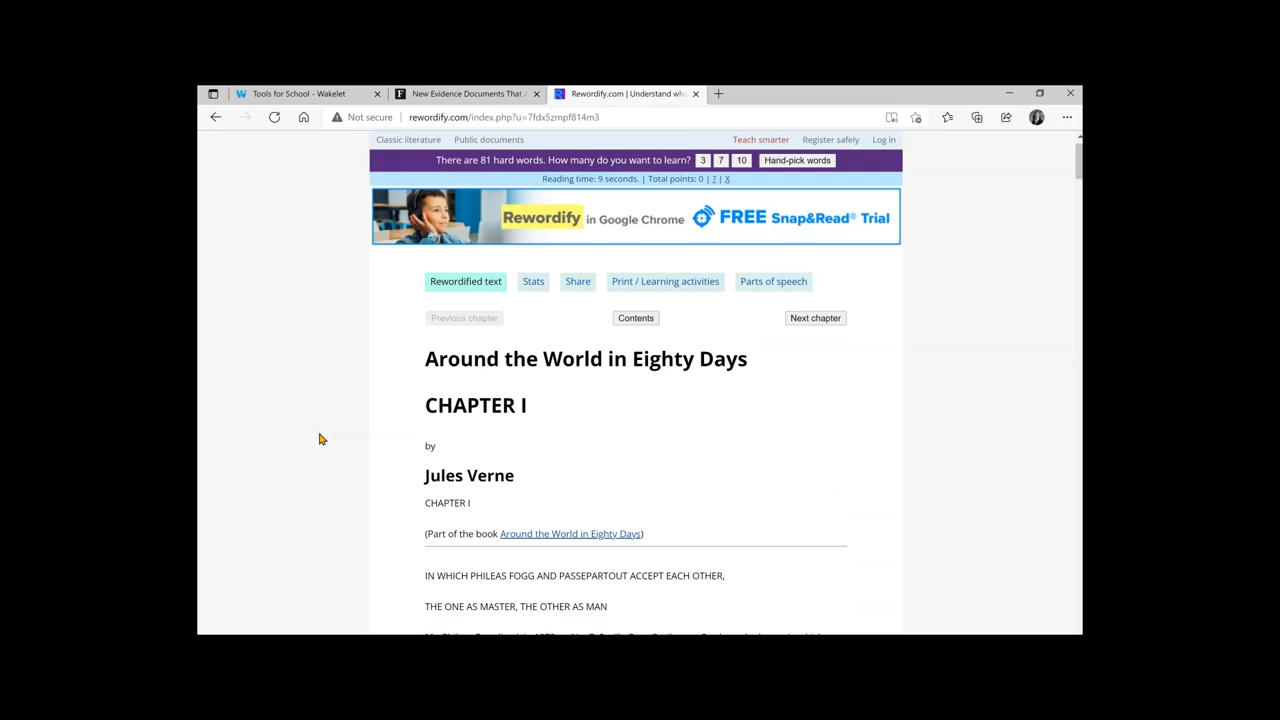 Tools for School - Wakelet
New Evidence Documents That
Rewordify.com | Understand wha
Not secure | rewordify.com/index.php?u=7fdx5zmpf814m3
Classic literature Public documents Teach smarter Register safely Log in
There are 81 hard words. How many do you want to learn? 3 7 10 Hand-pick words
Reading time: 9 seconds. | Total points: 0 | ? | X
Rewordify in Google Chrome FREE Snap&Read® Trial
Rewordified text Stats Share Print / Learning activities Parts of speech
Previous chapter Contents Next chapter
Around the World in Eighty Days
CHAPTER I
by
Jules Verne
CHAPTER I
(Part of the book Around the World in Eighty Days)
IN WHICH PHILEAS FOGG AND PASSEPARTOUT ACCEPT EACH OTHER,
THE ONE AS MASTER, THE OTHER AS MAN